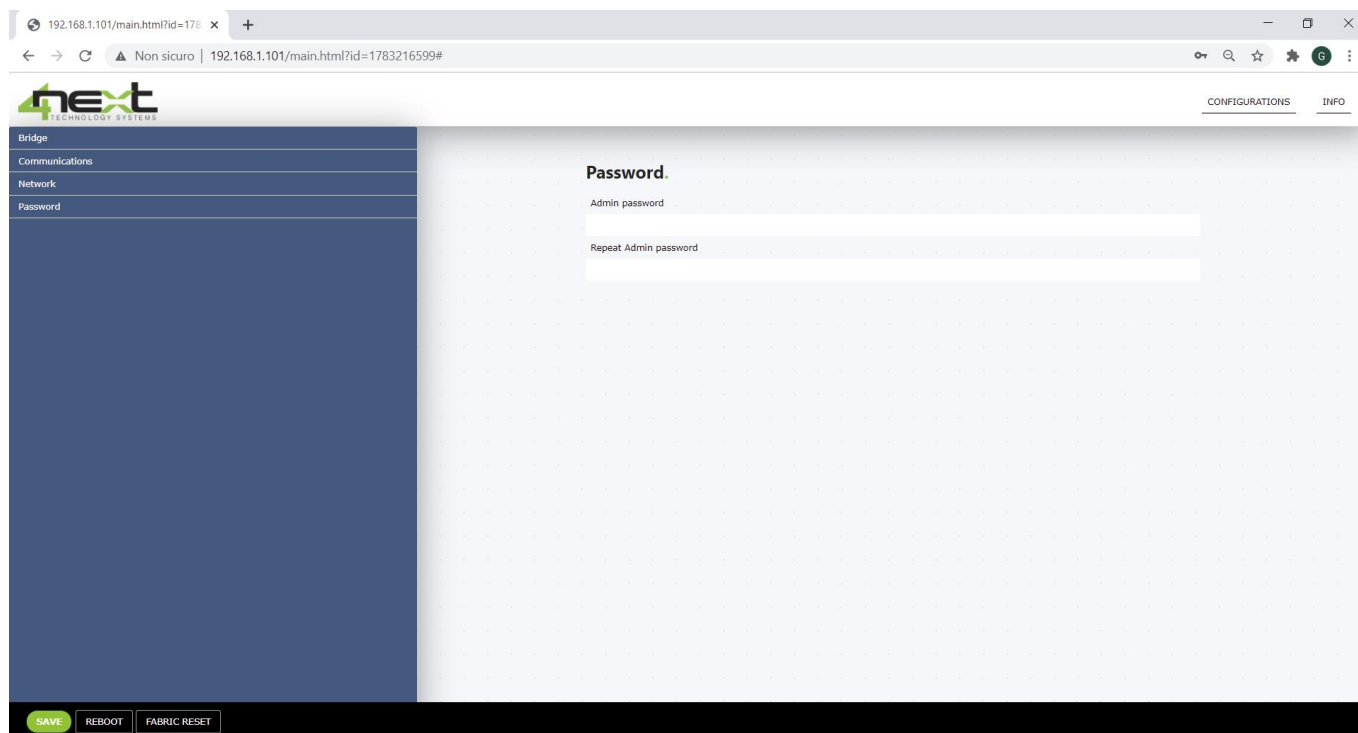 192.168.1.101/main.html?id=178
Non sicuro | 192.168.1.101/main.html?id=1783216599#
G
4next
TECHNOLOGY SYSTEMS
CONFIGURATIONS INFO
Bridge
Communications
Network
Password
Password.
Admin password
Repeat Admin password
SAVE REBOOT FABRIC RESET